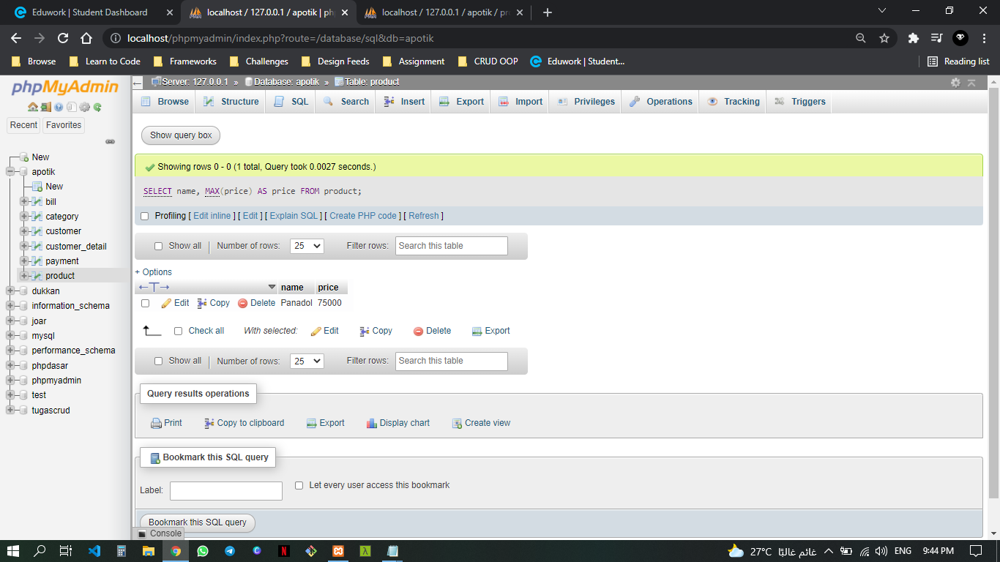 Eduwork | Student Dashboard
localhost / 127.0.0.1 / apotik | ph
localhost / 127.0.0.1 / apotik / pr
localhost/phpmyadmin/index.php?route=/database/sql&db=apotik
Browse Learn to Code Frameworks Challenges Design Feeds Assignment CRUD OOP Eduwork | Student... Reading list
phpMyAdmin
Recent Favorites
New
apotik
New
bill
category
customer
customer_detail
payment
product
dukkan
information_schema
joar
mysql
performance_schema
phpdasar
phpmyadmin
test
tugascrud
Server: 127.0.0.1 » Database: apotik » Table: product
Browse Structure SQL Search Insert Export Import Privileges Operations Tracking Triggers
Show query box
Showing rows 0 - 0 (1 total, Query took 0.0027 seconds.)
SELECT name, MAX(price) AS price FROM product;
Profiling [ Edit inline ] [ Edit ] [ Explain SQL ] [ Create PHP code ] [ Refresh ]
Show all Number of rows: 25 Filter rows: Search this table
+ Options
←T→ name price
Edit Copy Delete Panadol 75000
Check all With selected: Edit Copy Delete Export
Show all Number of rows: 25 Filter rows: Search this table
Query results operations
Print Copy to clipboard Export Display chart Create view
Bookmark this SQL query
Label: Let every user access this bookmark
Bookmark this SQL query
Console
27°C غائم غالبًا ENG 9:44 PM